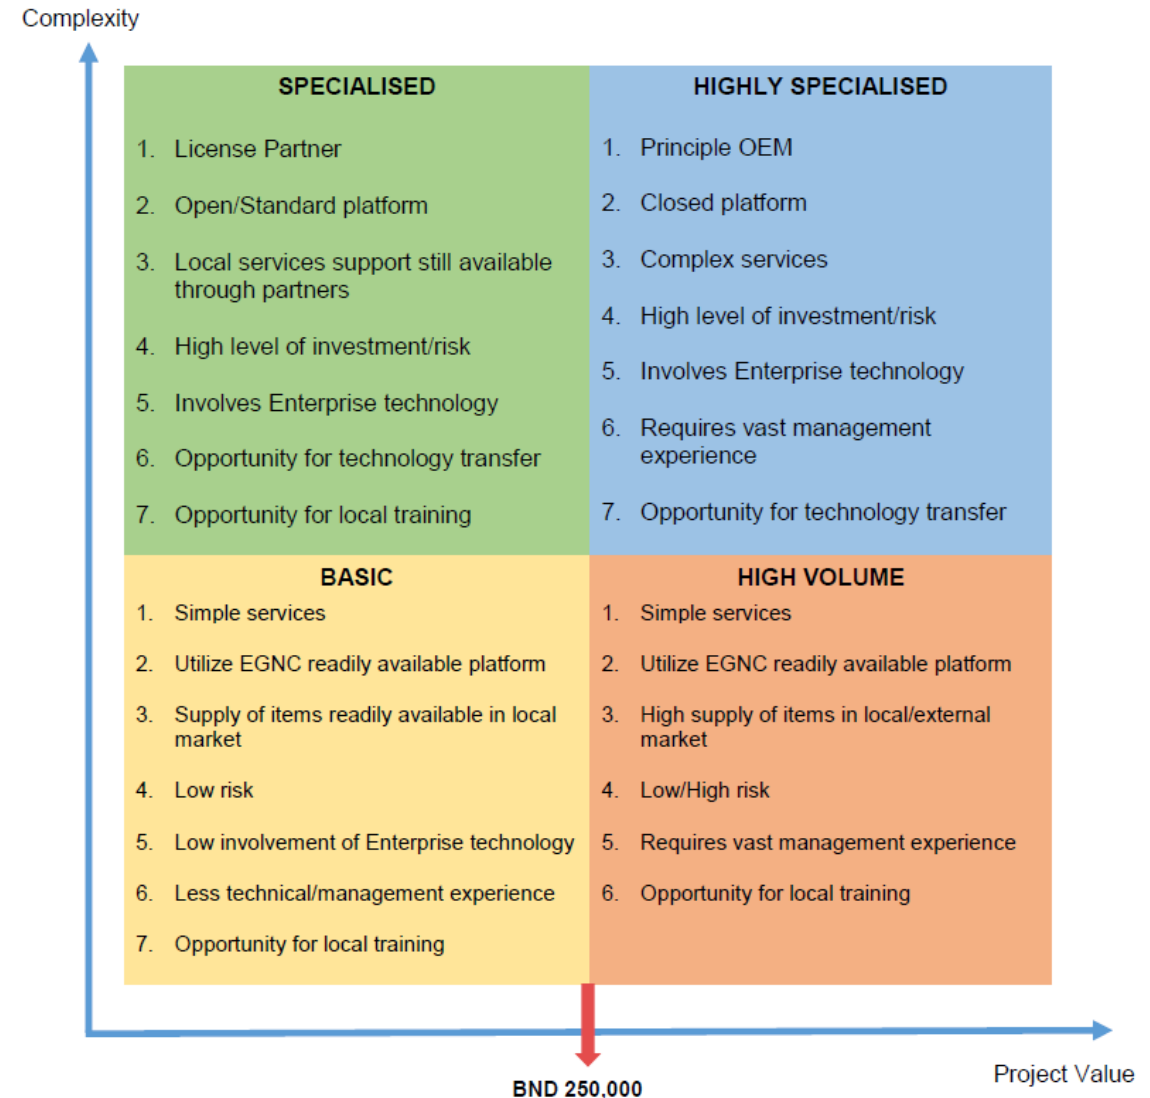 Complexity
SPECIALISED
1. License Partner
2. Open/Standard platform
3. Local services support still available
through partners
4. High level of investment/risk
5. Involves Enterprise technology
6. Opportunity for technology transfer
7. Opportunity for local training
HIGHLY SPECIALISED
1. Principle OEM
2. Closed platform
3. Complex services
4. High level of investment/risk
5. Involves Enterprise technology
6. Requires vast management
experience
7. Opportunity for technology transfer
BASIC
1. Simple services
2. Utilize EGNC readily available platform
3. Supply of items readily available in local
market
4. Low risk
5. Low involvement of Enterprise technology
6. Less technical/management experience
7. Opportunity for local training
HIGH VOLUME
1. Simple services
2. Utilize EGNC readily available platform
3. High supply of items in local/external
market
4. Low/High risk
5. Requires vast management experience
6. Opportunity for local training
Project Value
BND 250,000